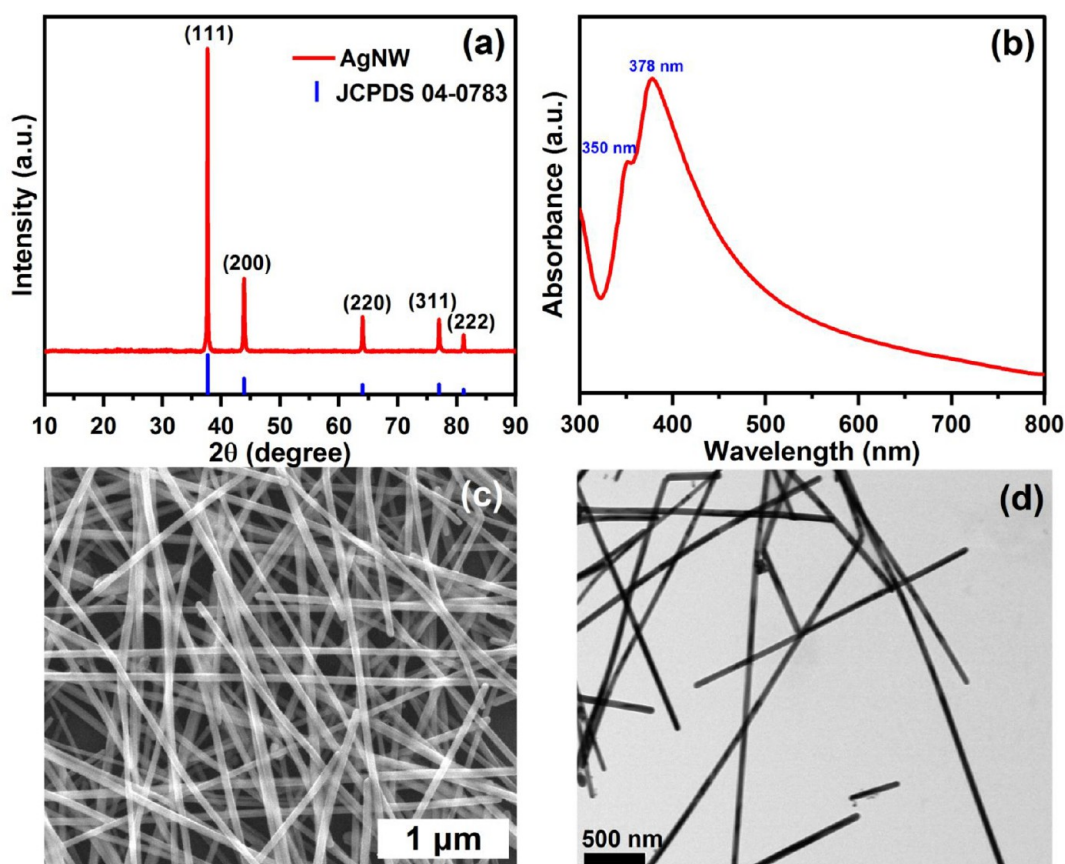 (a)
(111)
AgNW
JCPDS 04-0783
(200)
(220)
(311)
(222)
Intensity (a.u.)
10 20 30 40 50 60 70 80 90
2θ (degree)
(b)
378 nm
350 nm
Absorbance (a.u.)
300 400 500 600 700 800
Wavelength (nm)
(c)
1 μm
(d)
500 nm